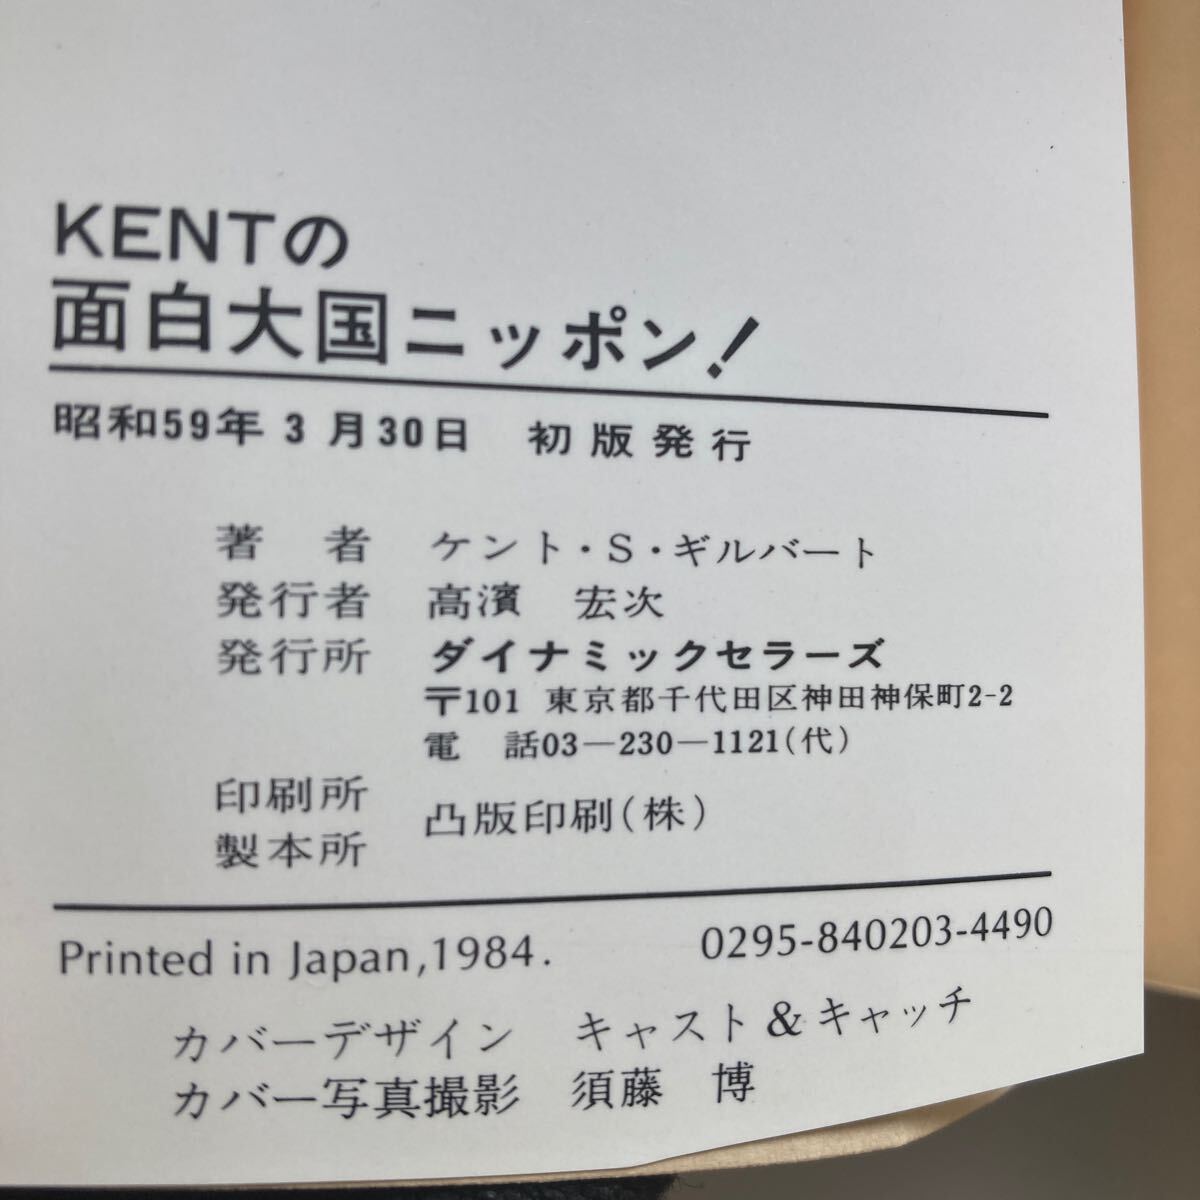 KENTの
面白大国ニッポン!
昭和59年3月30日 初版発行
著 者 ケント・S・ギルバート
発行者 高濱 宏次
発行所 ダイナミックセラーズ
〒101 東京都千代田区神田神保町2-2
電 話03―230―1121(代)
印刷所
製本所
凸版印刷(株)
Printed in Japan,1984.
0295-840203-4490
カバーデザイン キャスト&キャッチ
カバー写真撮影 須藤 博